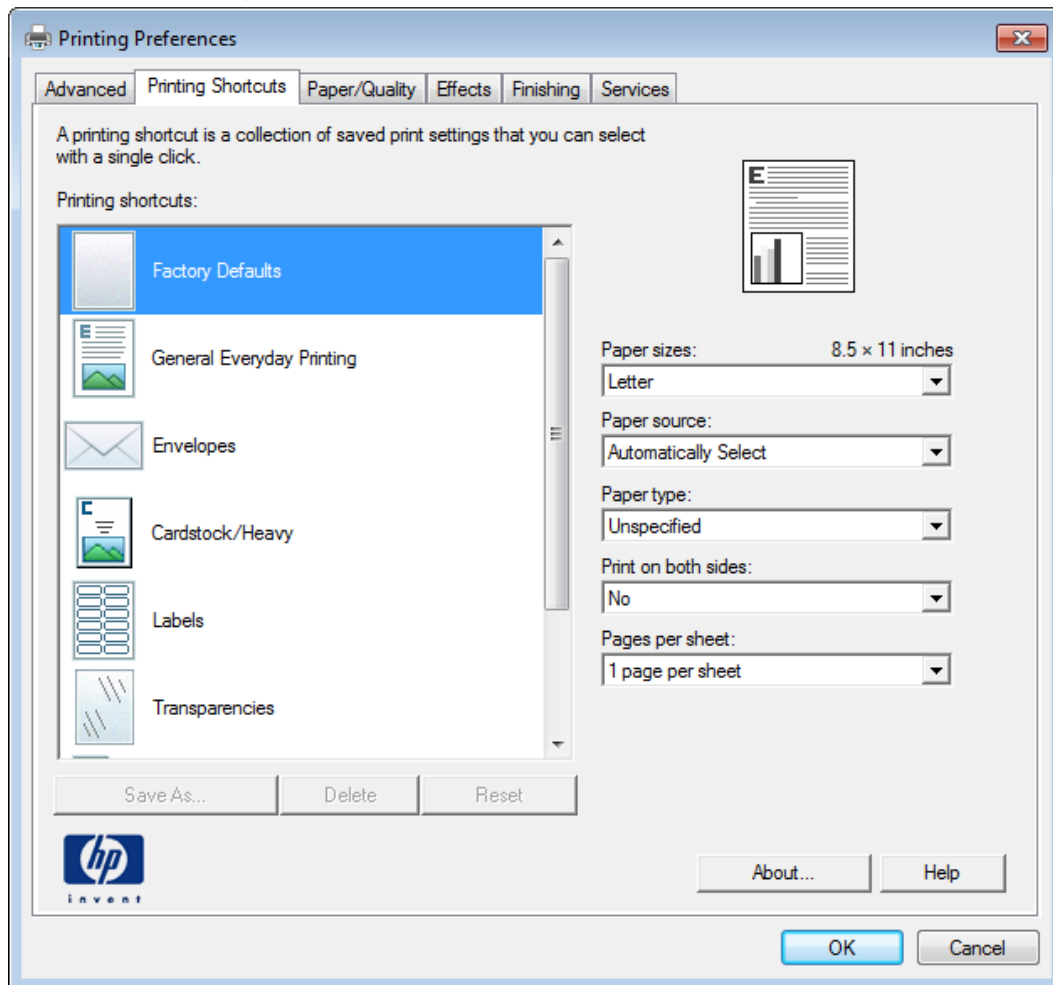 Printing Preferences
Advanced
Printing Shortcuts
Paper/Quality
Effects
Finishing
Services
A printing shortcut is a collection of saved print settings that you can select
with a single click.
Printing shortcuts:
Factory Defaults
E
General Everyday Printing
Envelopes
C
Cardstock/Heavy
Labels
Transparencies
Save As...
Delete
Reset
hp
invent
E
Paper sizes:
8.5 × 11 inches
Letter
Paper source:
Automatically Select
Paper type:
Unspecified
Print on both sides:
No
Pages per sheet:
1 page per sheet
About...
Help
OK
Cancel